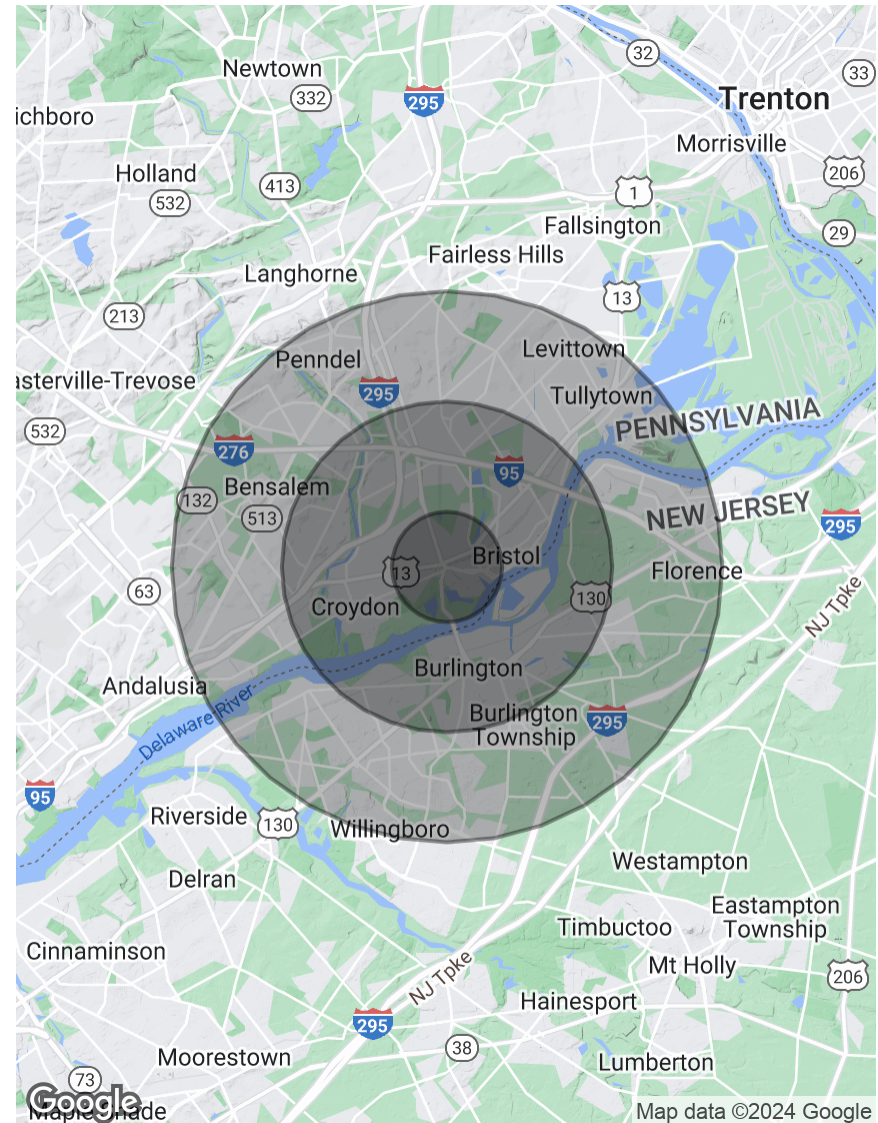 32
Newtown
33
332
295
Trenton
ichboro
Morrisville
Holland
206
413
532
1
Fallsington
29
Fairless Hills
Langhorne
13
213
Levittown
Penndel
asterville-Trevose
295
Tullytown
PENNSYLVANIA
532
276
95
Bensalem
132
NEW JERSEY
513
295
Bristol
13
Florence
63
130
NJ Tpke
Croydon
Burlington
Andalusia
Delaware River
Burlington
Township
295
95
Riverside
130
Willingboro
Westampton
Delran
Eastampton
Township
Timbuctoo
Cinnaminson
Mt Holly
NJ Tpke
206
Hainesport
295
38
Moorestown
Lumberton
73
Google
Maple Shade
Map data ©2024 Google